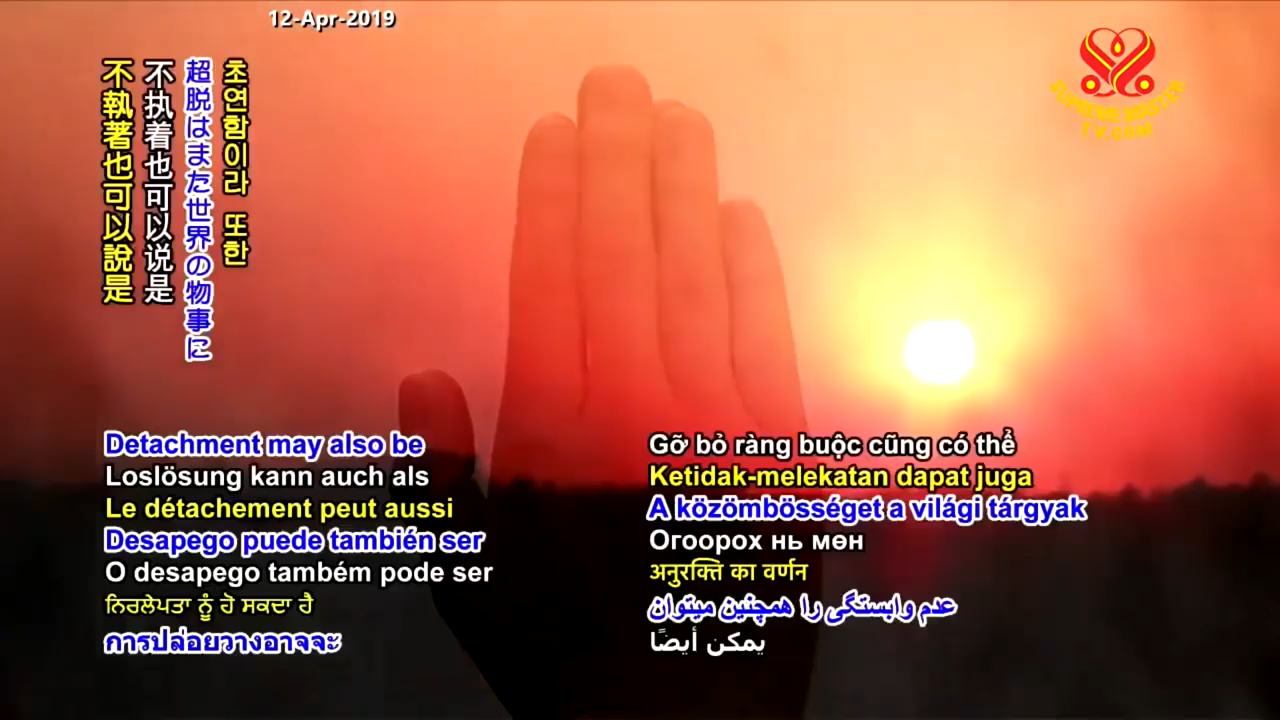 12-Apr-2019
SUPREME MASTER
TV.COM
초연함이라 또한
超脱はまた世界の物事に
不执着也可以说是
不執著也可以說是
Detachment may also be
Loslösung kann auch als
Le détachement peut aussi
Desapego puede también ser
O desapego também pode ser
ਨਿਰਲੇਪਤਾ ਨੂੰ ਹੋ ਸਕਦਾ ਹੈ
การปล่อยวางอาจจะ
Gỡ bỏ ràng buộc cũng có thể
Ketidak-melekatan dapat juga
A közömbösséget a világi tárgyak
Огоорох нь мөн
अनुरक्ति का वर्णन
عدم وابستگی را همچنین میتوان
يمكن أيضًا